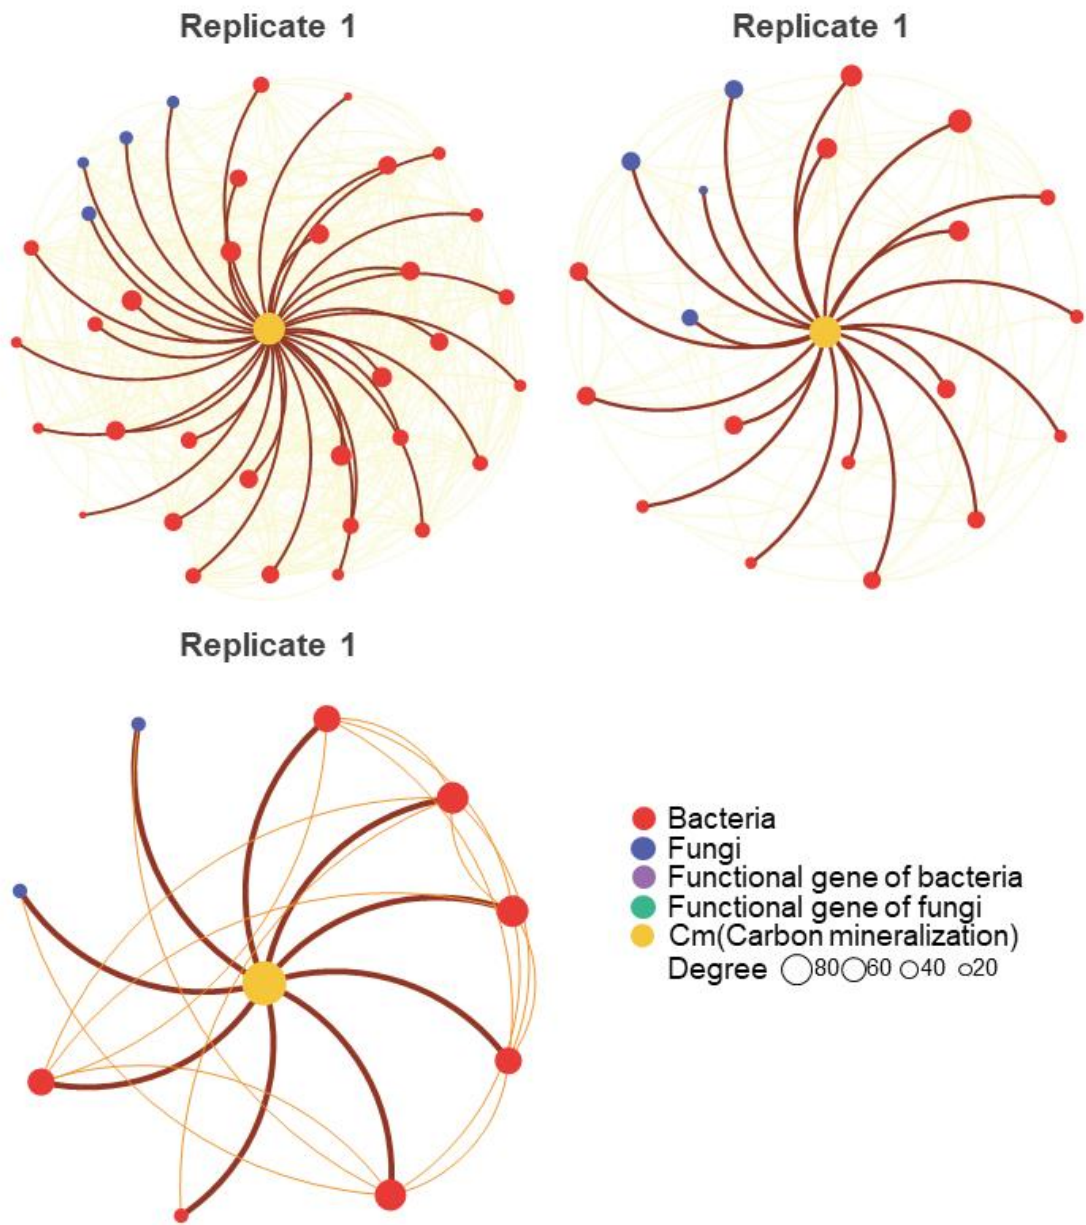 Replicate 1
Replicate 1
Replicate 1
Bacteria
Fungi
Functional gene of bacteria
Functional gene of fungi
Cm(Carbon mineralization)
Degree 80 60 40 20